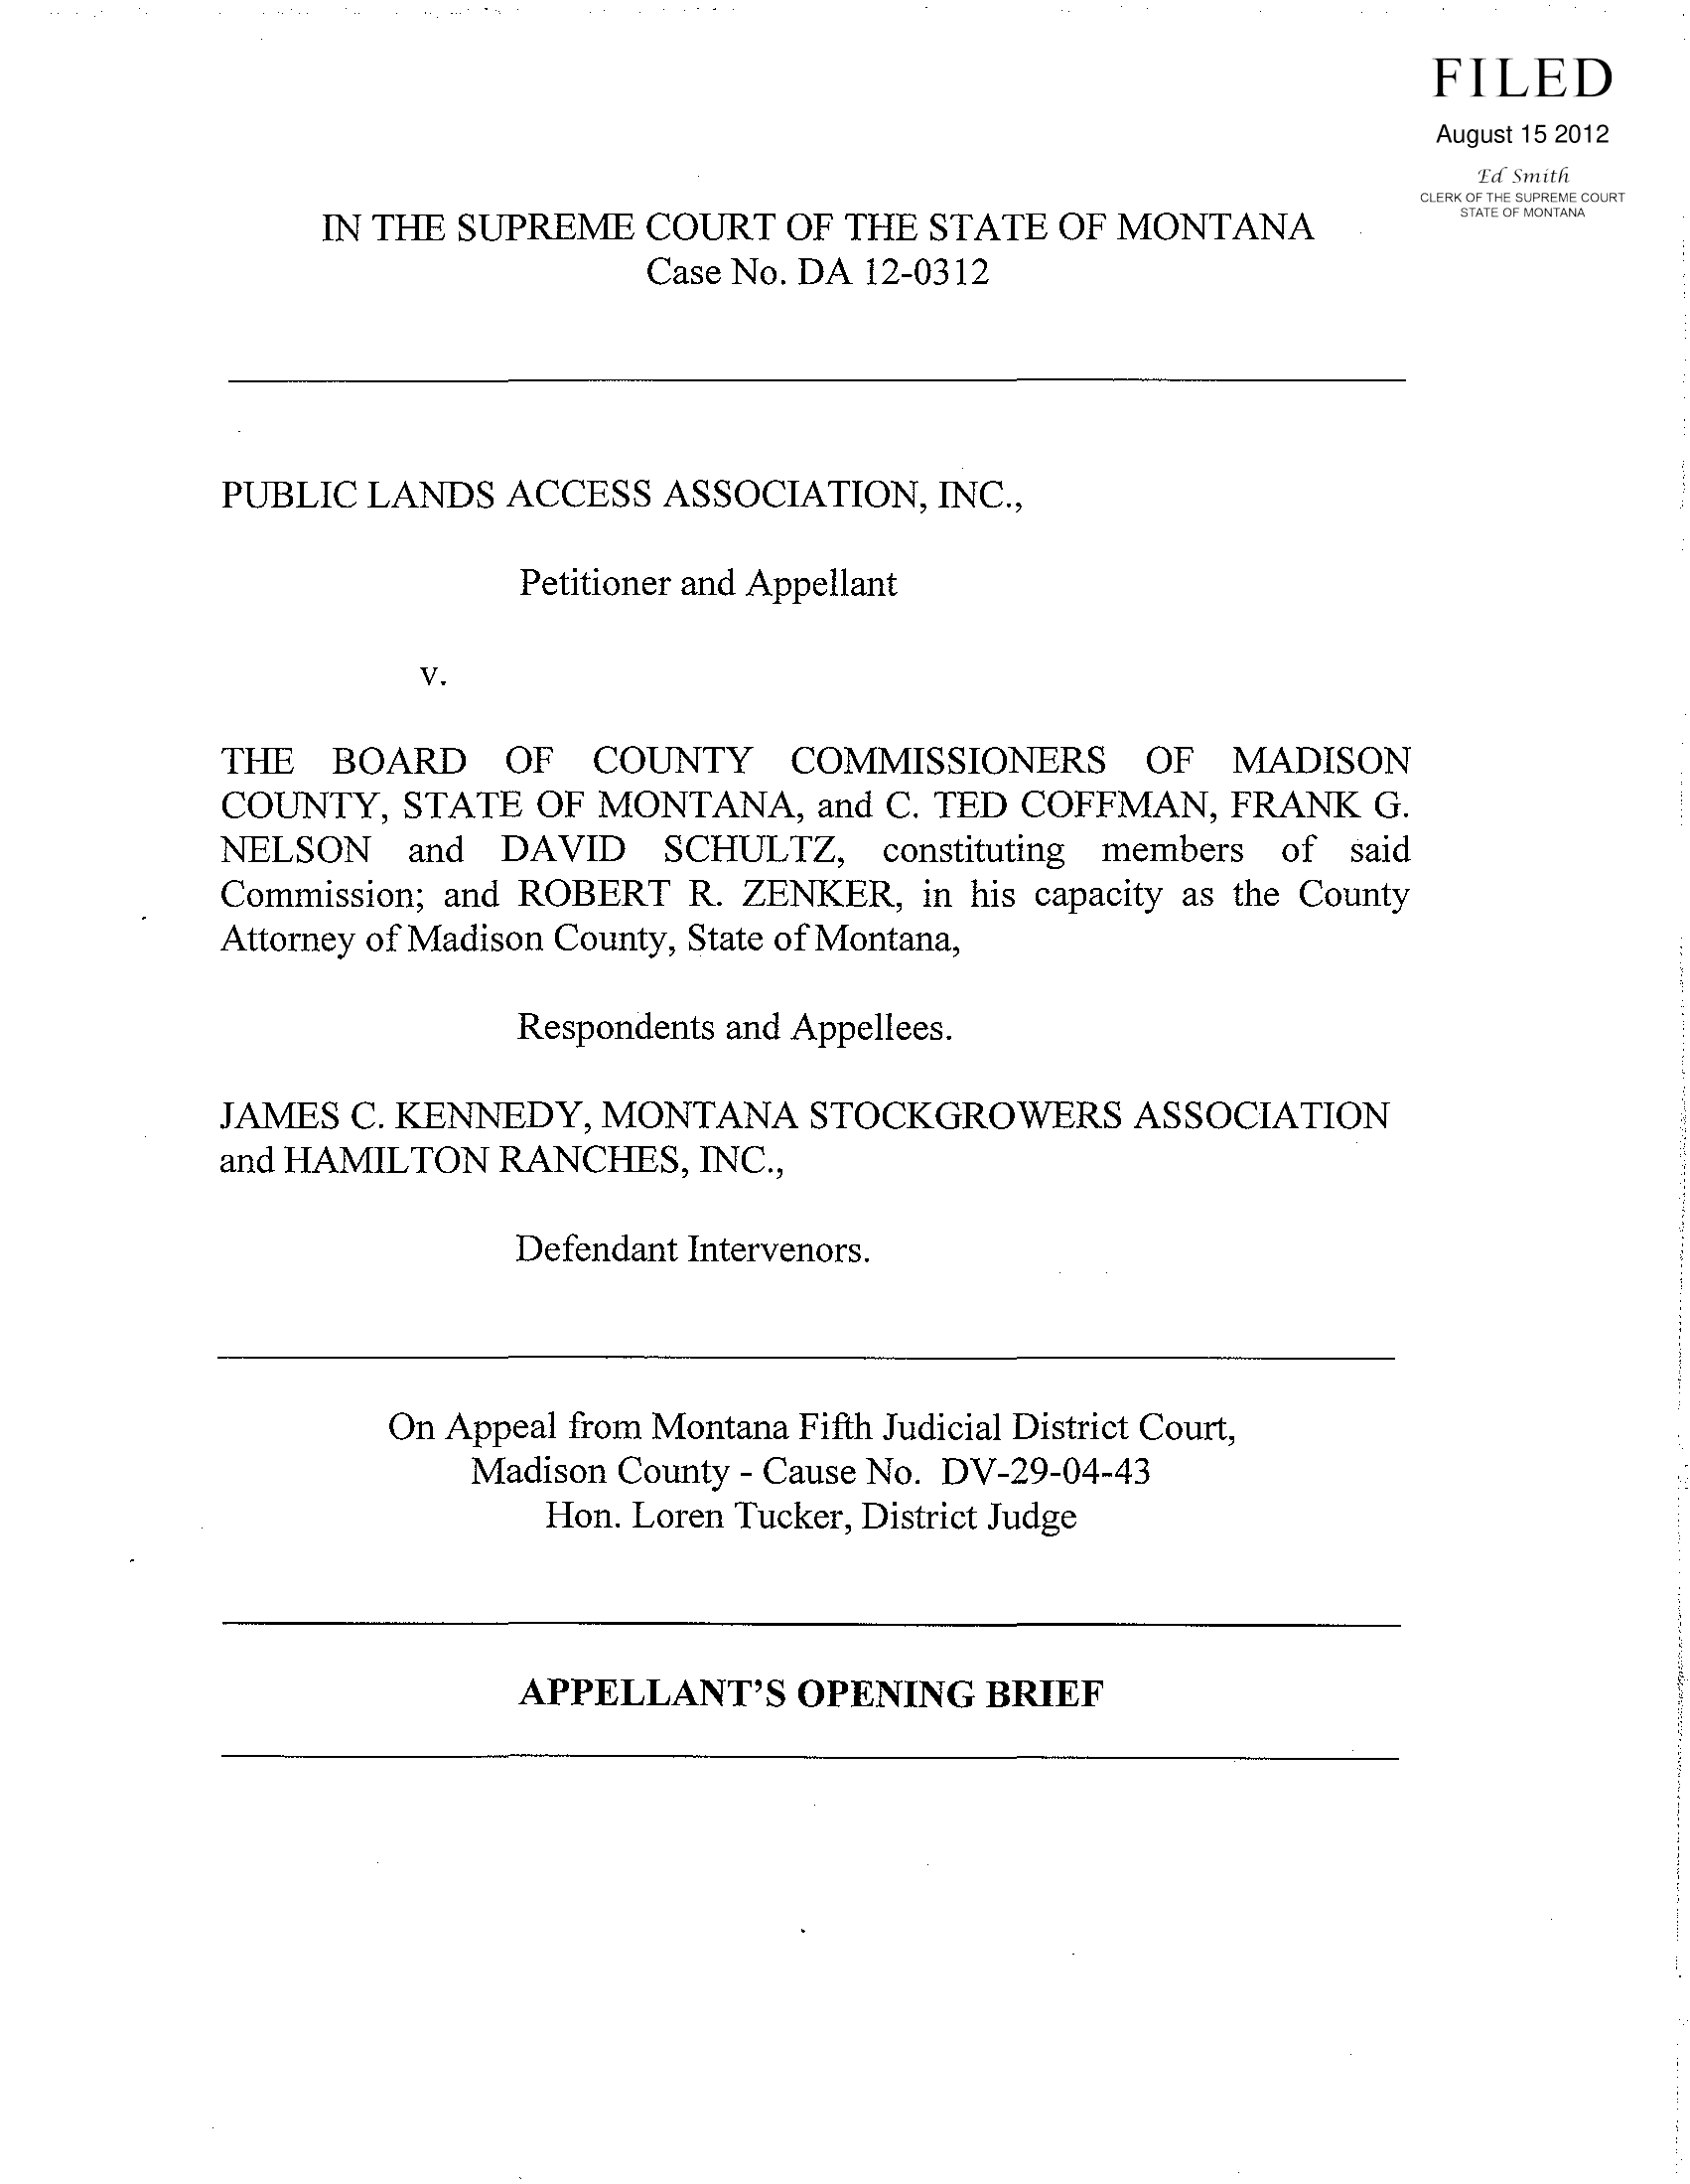 FILED
August 15 2012
Ed Smith
CLERK OF THE SUPREME COURT
STATE OF MONTANA
IN THE SUPREME COURT OF THE STATE OF MONTANA
Case No. DA 12-0312
PUBLIC LANDS ACCESS ASSOCIATION, INC.,
Petitioner and Appellant
v.
THE BOARD OF COUNTY COMMISSIONERS OF MADISON
COUNTY, STATE OF MONTANA, and C. TED COFFMAN, FRANK G.
NELSON and DAVID SCHULTZ, constituting members of said
Commission; and ROBERT R. ZENKER, in his capacity as the County
Attorney of Madison County, State of Montana,
Respondents and Appellees.
JAMES C. KENNEDY, MONTANA STOCKGROWERS ASSOCIATION
and HAMILTON RANCHES, INC.,
Defendant Intervenors.
On Appeal from Montana Fifth Judicial District Court,
Madison County - Cause No. DV-29-04-43
Hon. Loren Tucker, District Judge
APPELLANT'S OPENING BRIEF